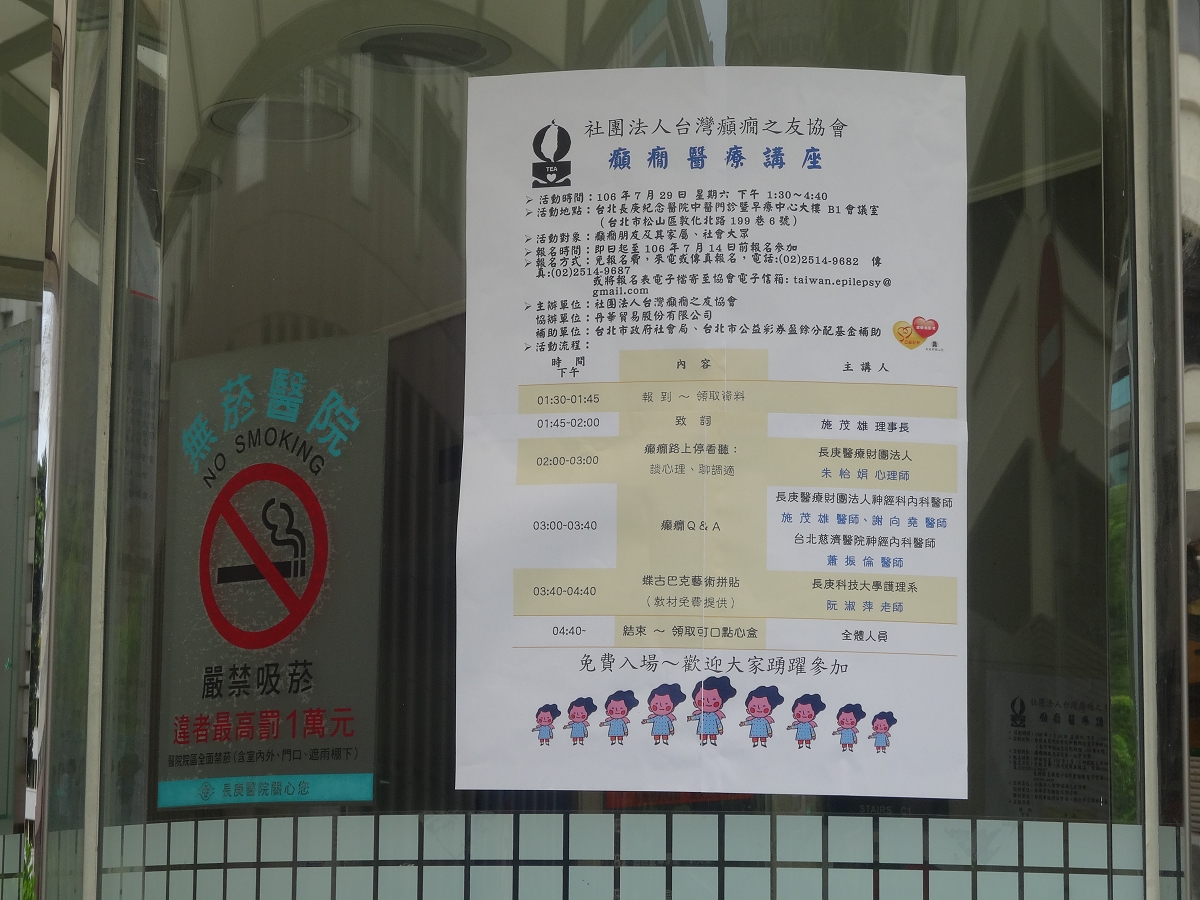 社團法人台灣癲癇之友協會
癲癇醫療講座
TEA
➢ 活動時間：106 年 7 月 29 日 星期六 下午 1:30～4:40
➢ 活動地點：台北長庚紀念醫院中醫門診暨早療中心大樓 B1 會議室
（台北市松山區敦化北路 199 巷 6 號）
➢ 活動對象：癲癇朋友及其家屬、社會大眾
➢ 報名時間：即日起至 106 年 7 月 14 日前報名參加
➢ 報名方式：免報名費，來電或傳真報名，電話:(02)2514-9682 傳
真:(02)2514-9687
或將報名表電子檔寄至協會電子信箱: taiwan.epilepsy@
gmail.com
➢ 主辦單位：社團法人台灣癲癇之友協會
協辦單位：丹華貿易股份有限公司
補助單位：台北市政府社會局、台北市公益彩券盈餘分配基金補助
➢ 活動流程：
時 間 下午 內 容 主 講 人
01:30-01:45 報 到 ～ 領取資料
01:45-02:00 致 詞 施 茂 雄 理事長
02:00-03:00 癲癇路上停看聽： 長庚醫療財團法人
談心理、聊調適 朱 軩 娟 心理師
長庚醫療財團法人神經科內科醫師
03:00-03:40 癲癇Q & A 施 茂 雄 醫師、謝 向 堯 醫師
台北慈濟醫院神經內科醫師
蕭 振 倫 醫師
03:40-04:40 蝶古巴克藝術拼貼 長庚科技大學護理系
（教材免費提供） 阮 淑 萍 老師
04:40- 結束 ～ 領取可口點心盒 全體人員
免費入場～歡迎大家踴躍參加
無菸醫院
NO SMOKING
嚴禁吸菸
違者最高罰1萬元
醫院院區全面禁菸（含室內外、門口、遮雨棚下）
長庚醫院關心您
STAIRS